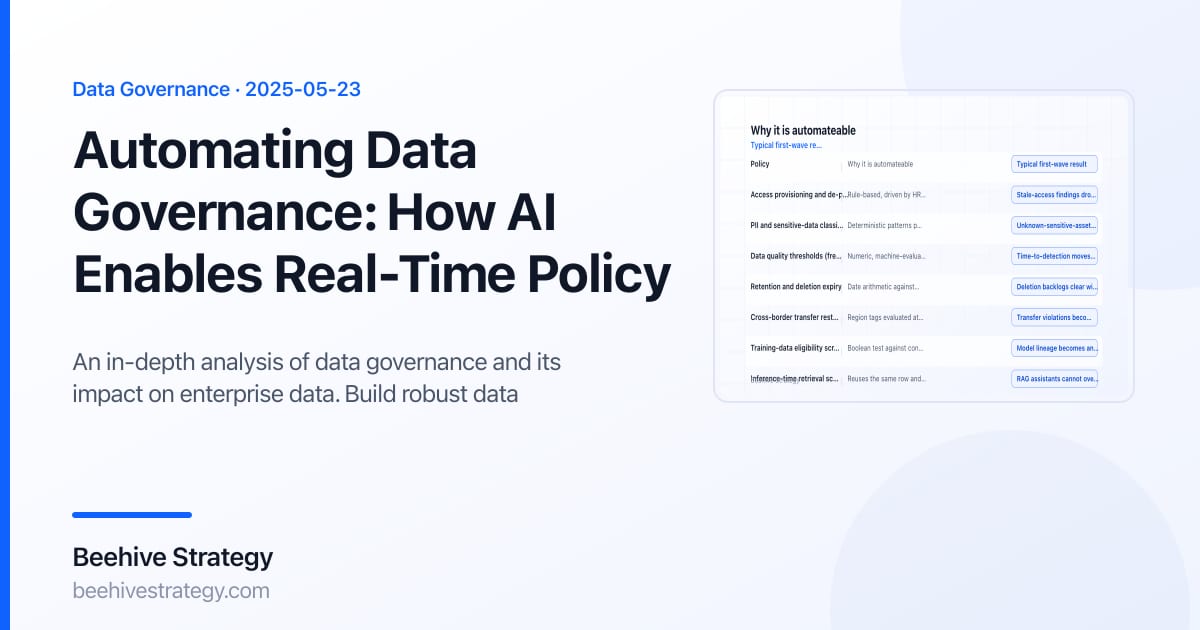 Data Governance · 2025-05-23
Automating Data
Governance: How AI
Enables Real-Time Policy
An in-depth analysis of data governance and its
impact on enterprise data. Build robust data
Beehive Strategy
beehivestrategy.com
Why it is automateable
Typical first-wave re...
Policy Why it is automateable Typical first-wave result
Access provisioning and de-p... Rule-based, driven by HR... Stale-access findings dro...
PII and sensitive-data classi... Deterministic patterns p... Unknown-sensitive-asset...
Data quality thresholds (fre... Numeric, machine-evalua... Time-to-detection moves...
Retention and deletion expiry Date arithmetic against... Deletion backlogs clear wi...
Cross-border transfer rest... Region tags evaluated at... Transfer violations beco...
Training-data eligibility scr... Boolean test against con... Model lineage becomes an...
Inference-time retrieval sc... Reuses the same row and... RAG assistants cannot ove...